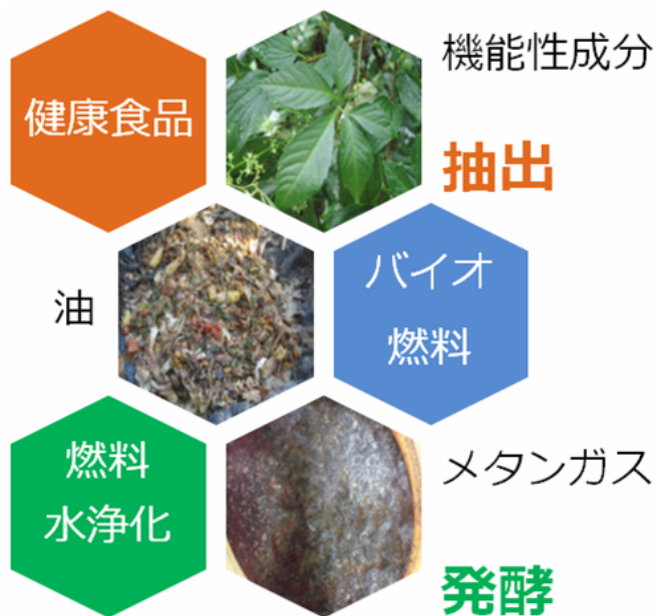 健康食品
機能性成分
抽出
油
バイオ
燃料
燃料
水浄化
メタンガス
発酵